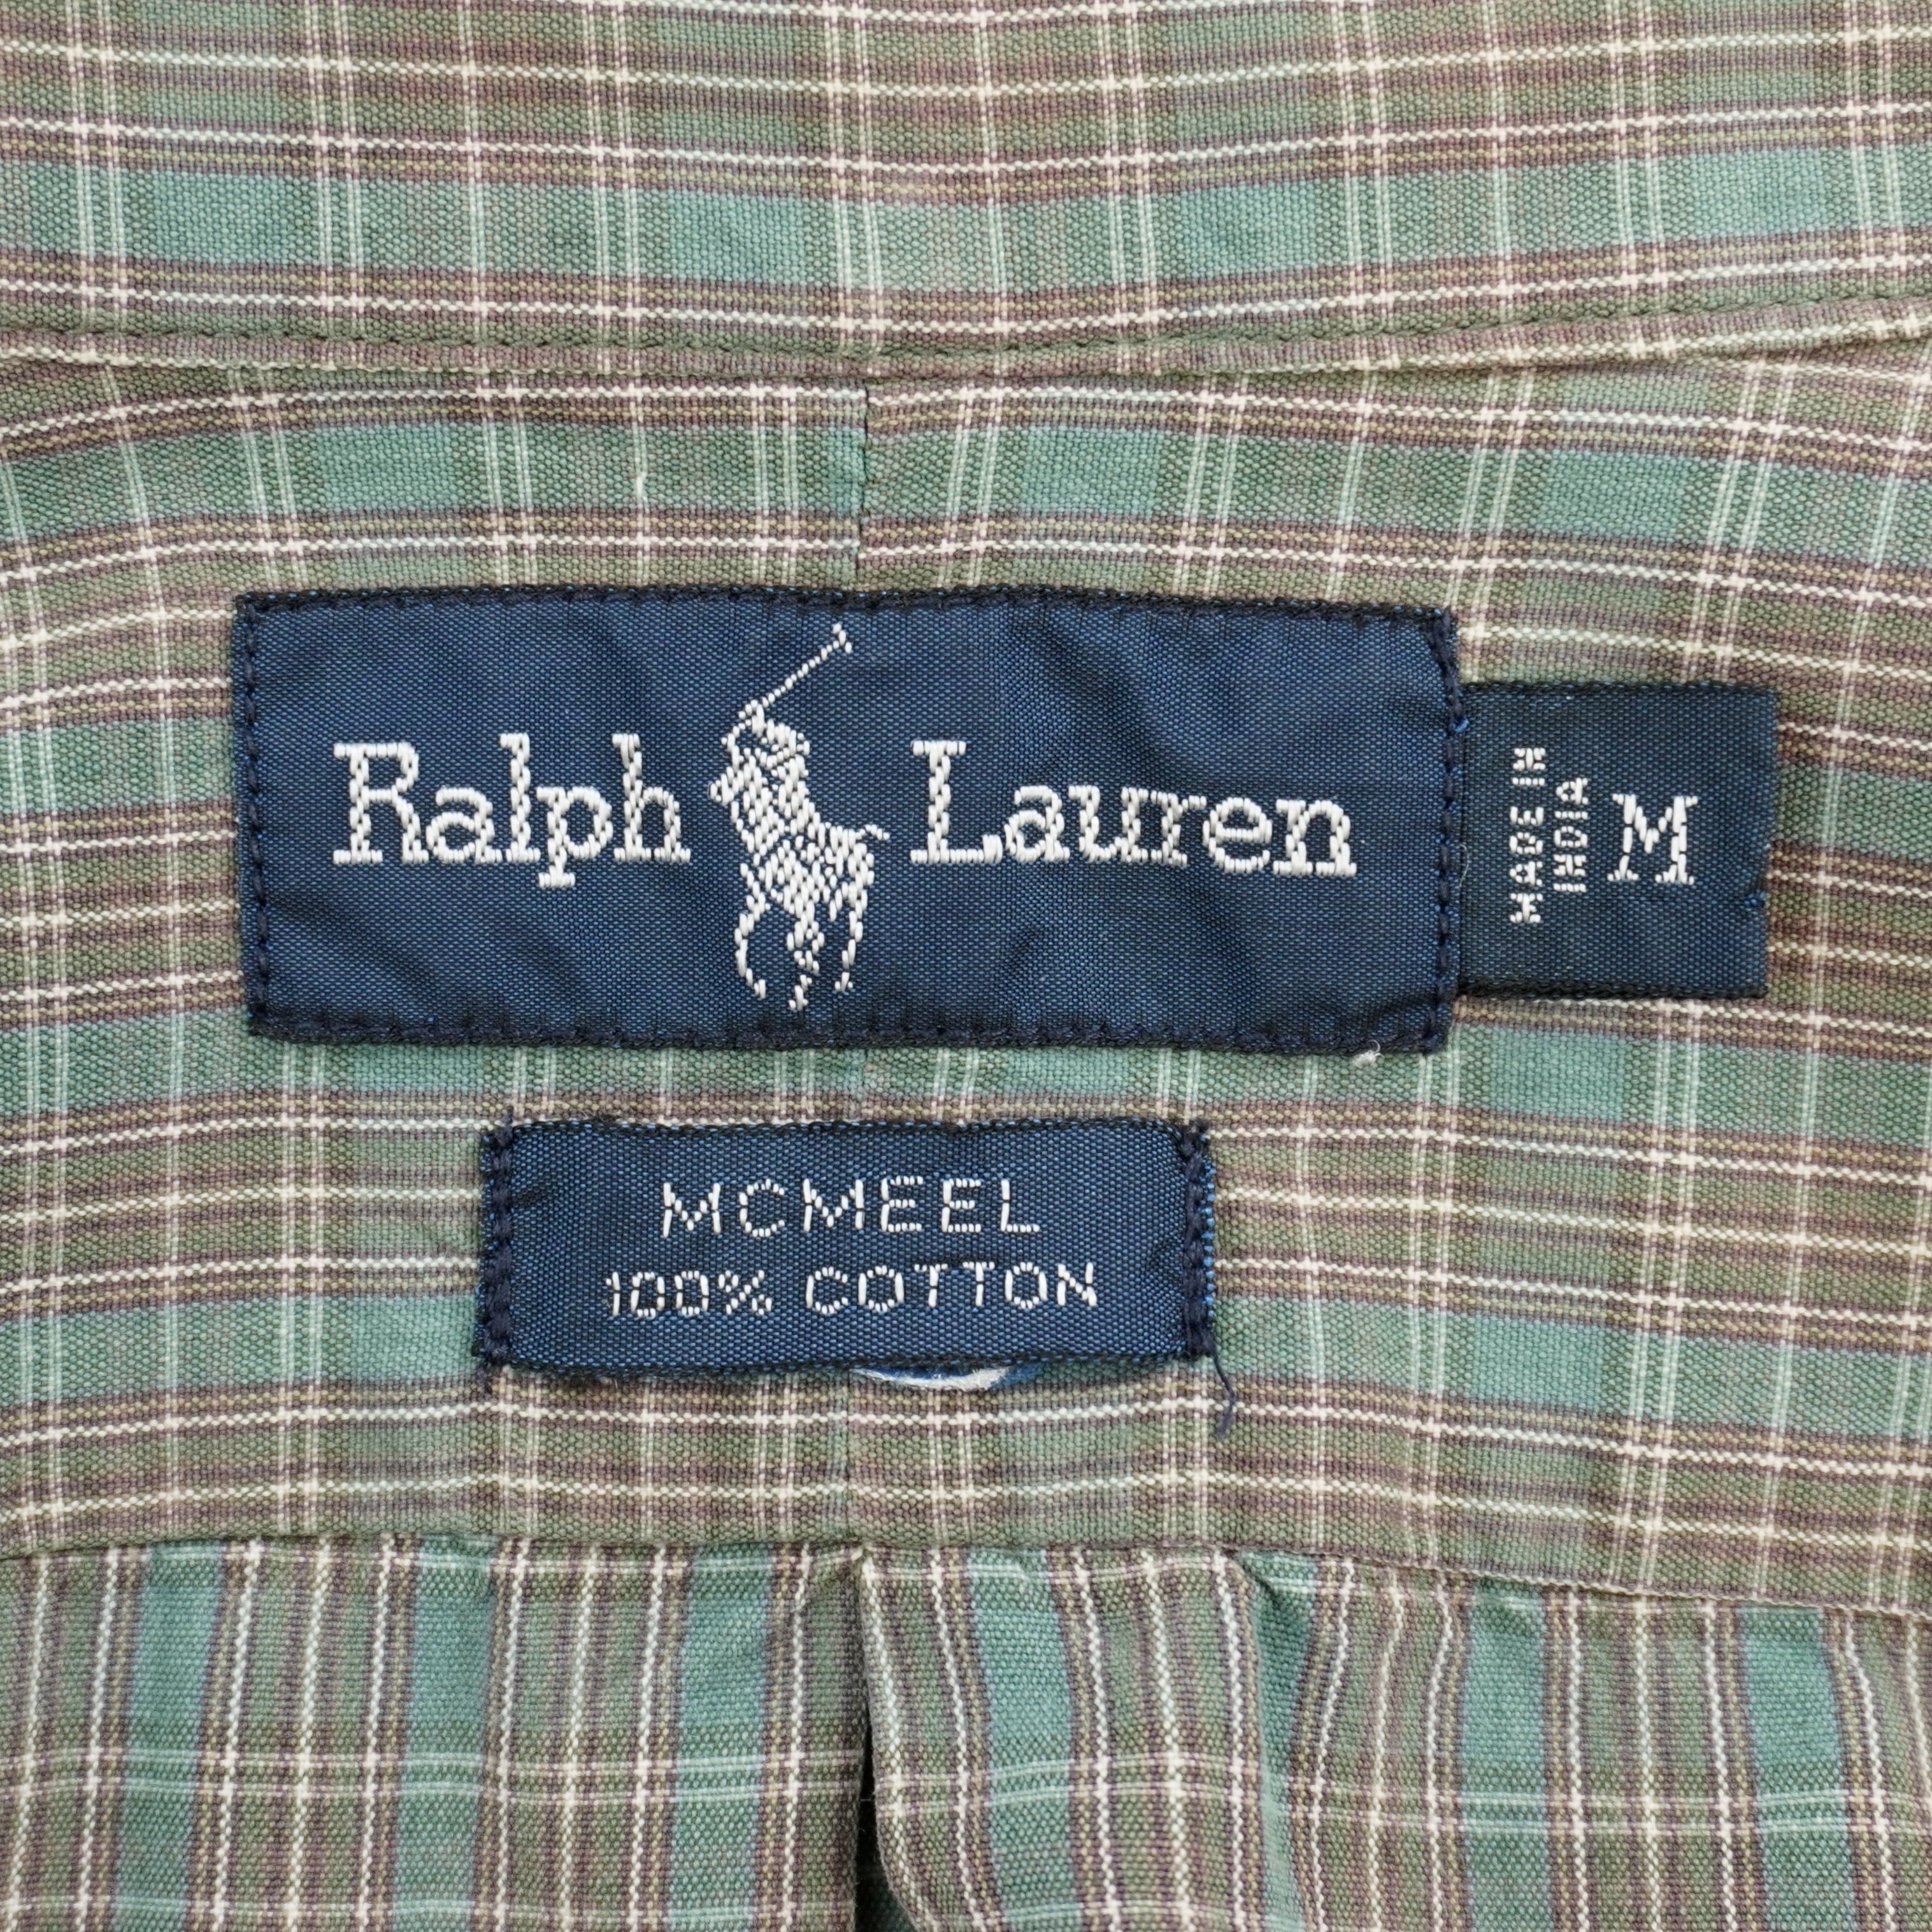 Ralph Lauren
MADE IN
INDIA
M
MCMEEL
100% COTTON